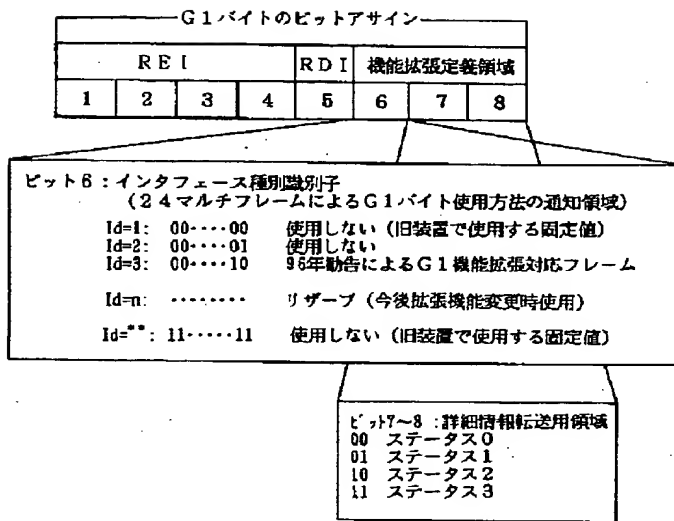 G1バイトのビットアサイン
REI RDI 機能拡張定義領域
1 2 3 4 5 6 7 8
ビット6：インタフェース種別識別子
（24マルチフレームによるG1バイト使用方法の通知領域）
Id=1: 00‥‥00 使用しない（旧装置で使用する固定値）
Id=2: 00‥‥01 使用しない
Id=3: 00‥‥10 96年勧告によるG1機能拡張対応フレーム
Id=n: ‥‥‥‥ リザーブ（今後拡張機能変更時使用）
Id=**: 11‥‥‥11 使用しない（旧装置で使用する固定値）
ビット7～8：詳細情報転送用領域
00 ステータス0
01 ステータス1
10 ステータス2
11 ステータス3